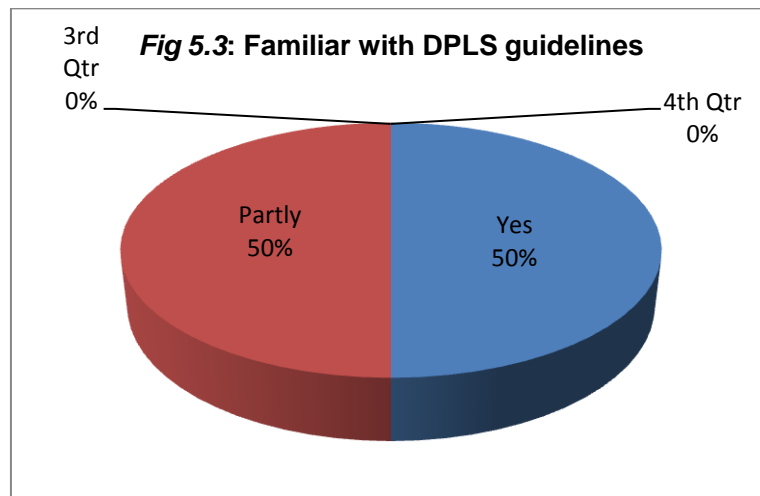 Fig 5.3: Familiar with DPLS guidelines
3rd
Qtr
0%
4th Qtr
0%
Partly
50%
Yes
50%